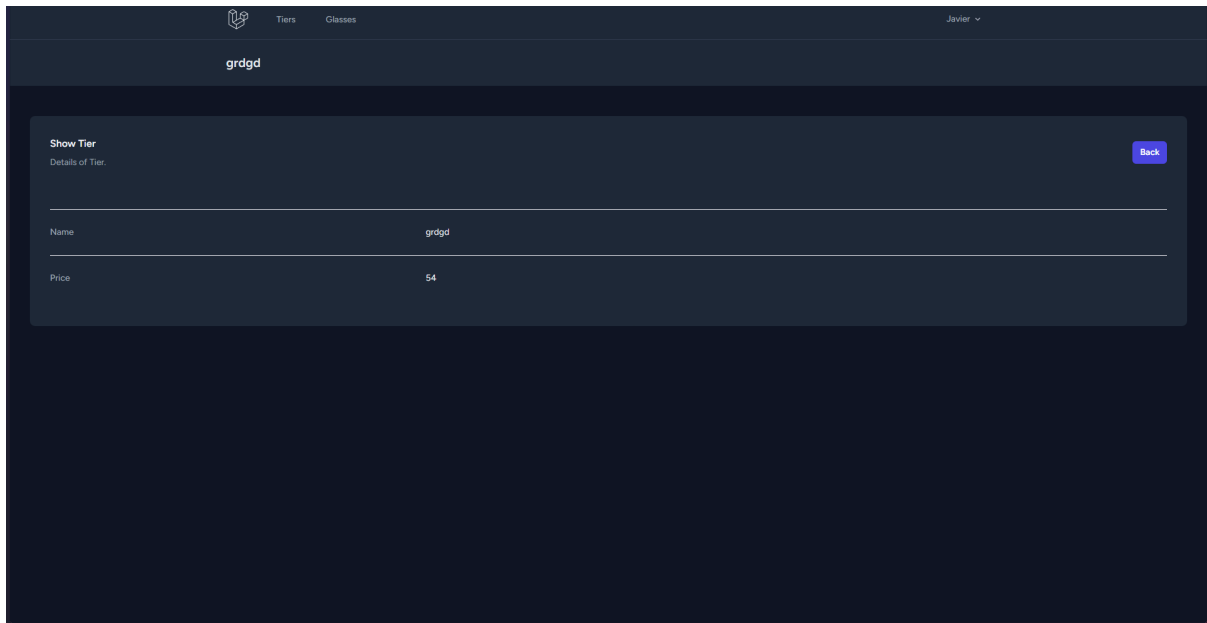 Tiers Glasses Javier
grdgd
Show Tier
Details of Tier.
Back
Name grdgd
Price 54